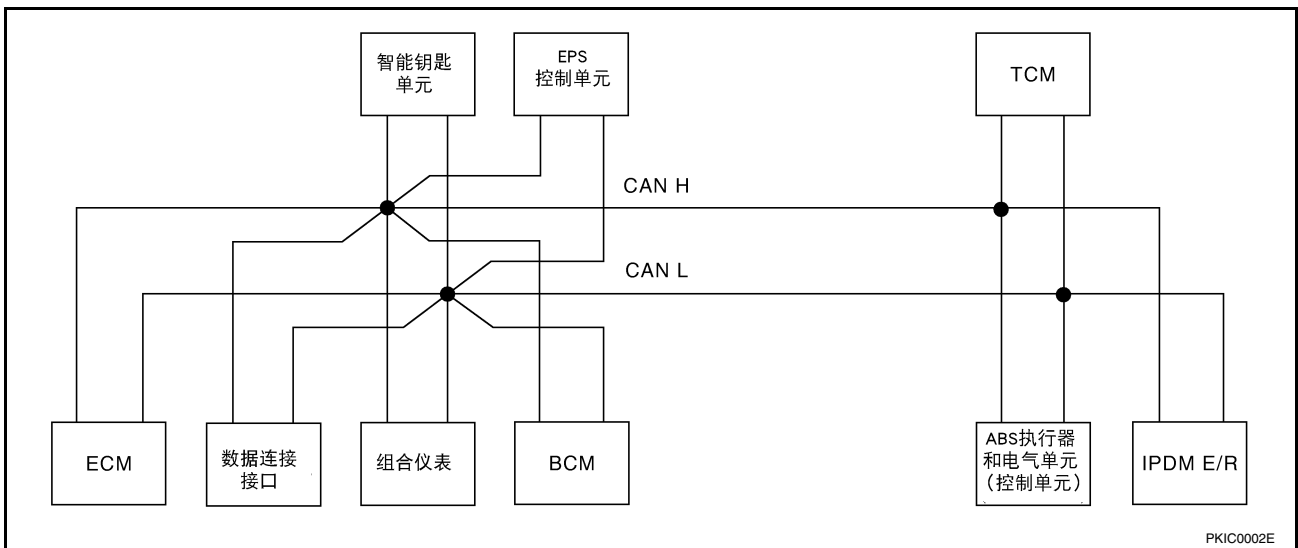 智能钥匙
单元
EPS
控制单元
TCM
CAN H
CAN L
ECM
数据连接
接口
组合仪表
BCM
ABS执行器
和电气单元
（控制单元）
IPDM E/R
PKIC0002E